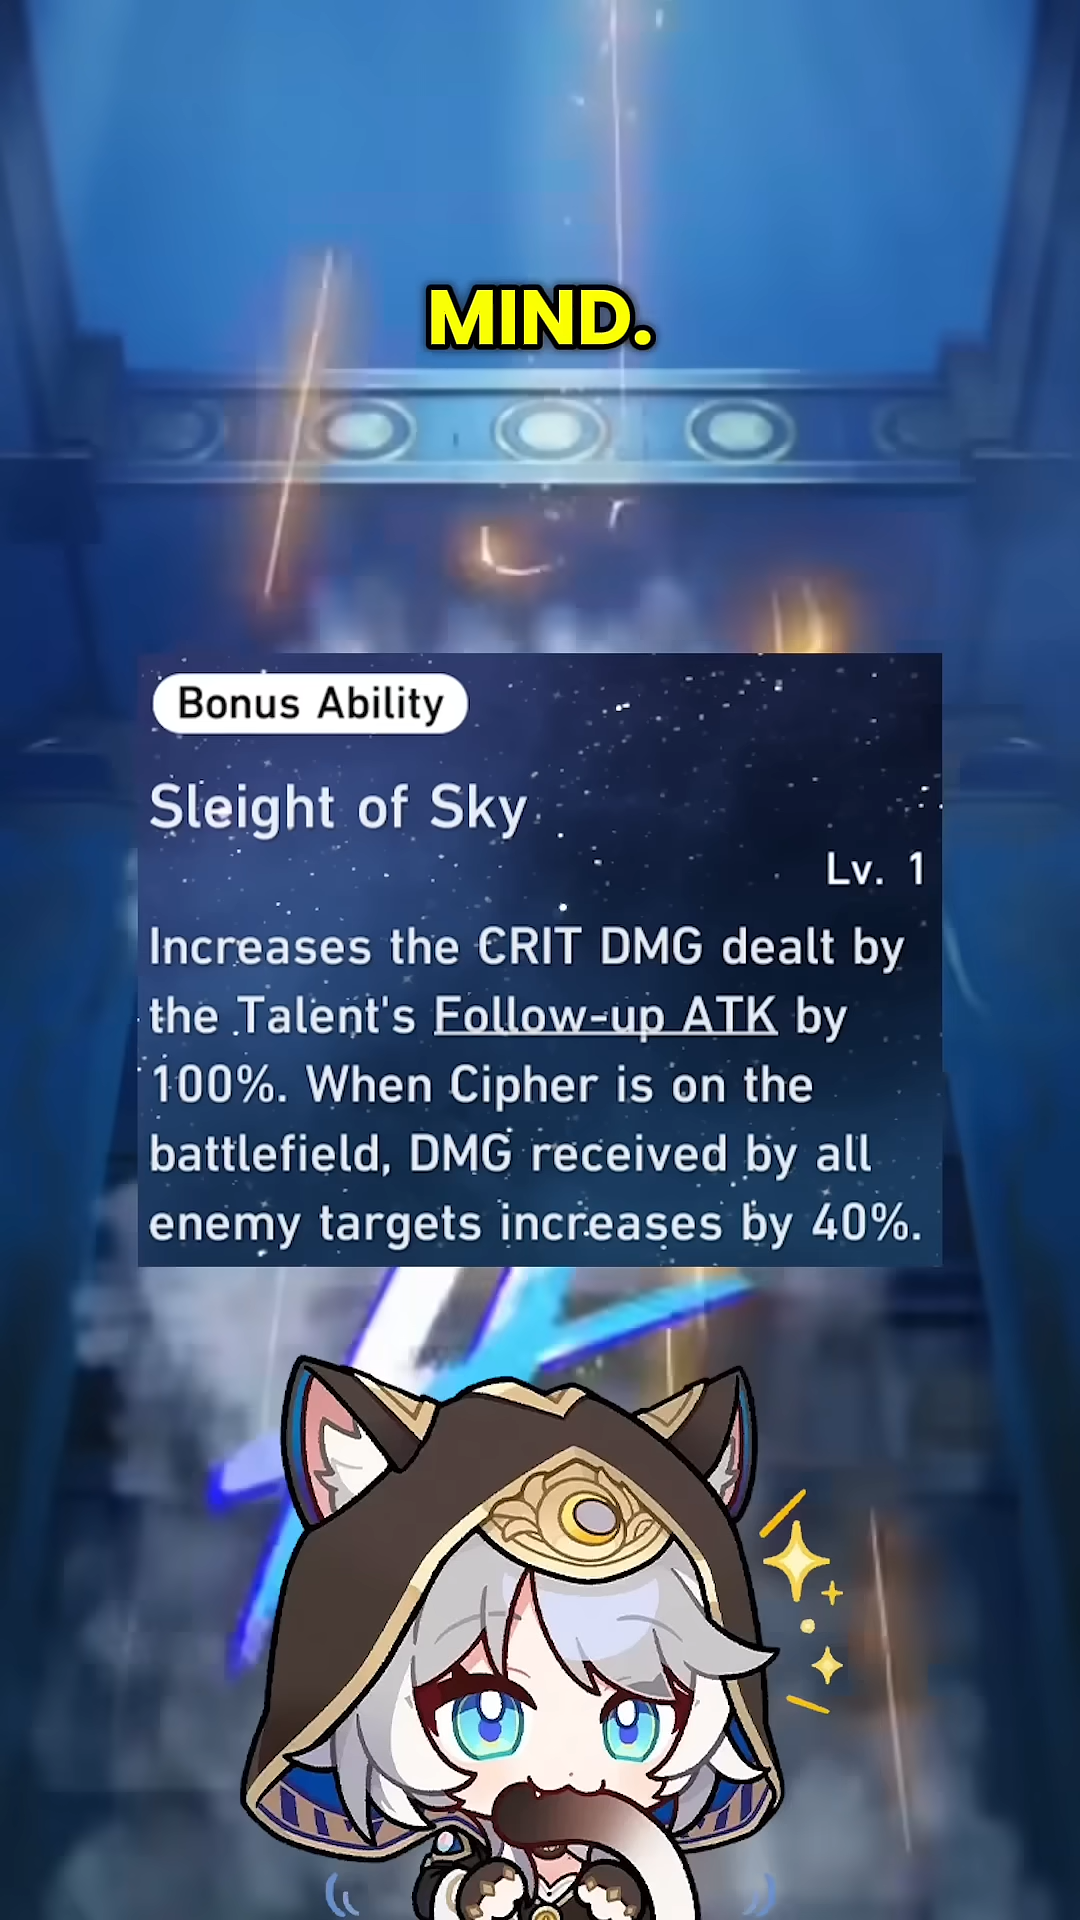 MIND.
Bonus Ability
Sleight of Sky
Lv. 1
Increases the CRIT DMG dealt by
the Talent's Follow-up ATK by
100%. When Cipher is on the
battlefield, DMG received by all
enemy targets increases by 40%.